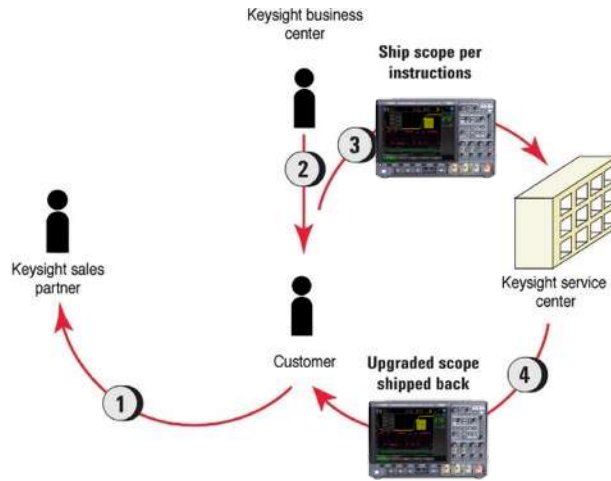 Keysight business
center
Ship scope per
instructions
3
2
Keysight sales
partner
Keysight service
center
Customer
Upgraded scope
shipped back
4
1